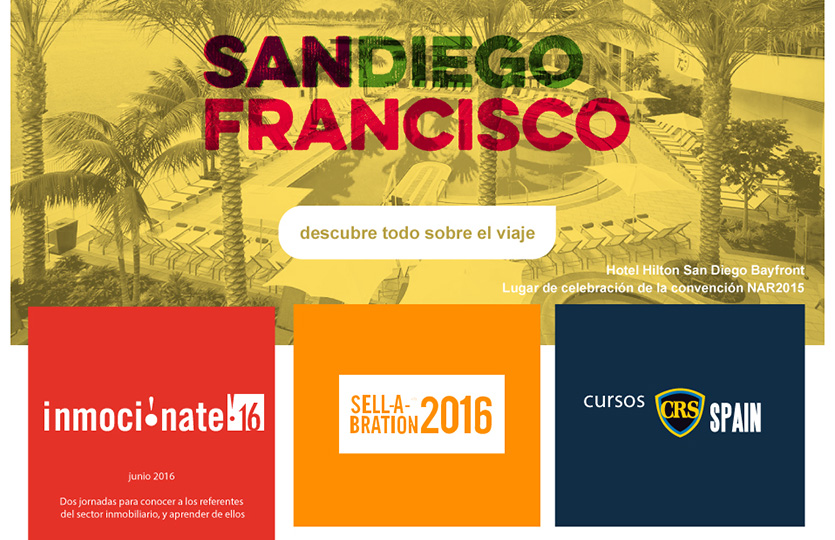 SANDIEGO
FRANCISCO
descubre todo sobre el viaje
Hotel Hilton San Diego Bayfront
Lugar de celebración de la convención NAR2015
inmoci!nate!16
junio 2016
Dos jornadas para conocer a los referentes
del sector inmobiliario, y aprender de ellos
SELL-A-
BRATION 2016
cursos CRS SPAIN